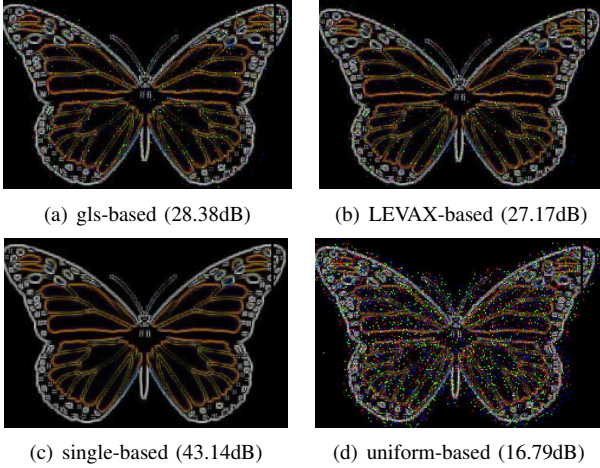 (a) gls-based (28.38dB)
(b) LEVAX-based (27.17dB)
(c) single-based (43.14dB)
(d) uniform-based (16.79dB)